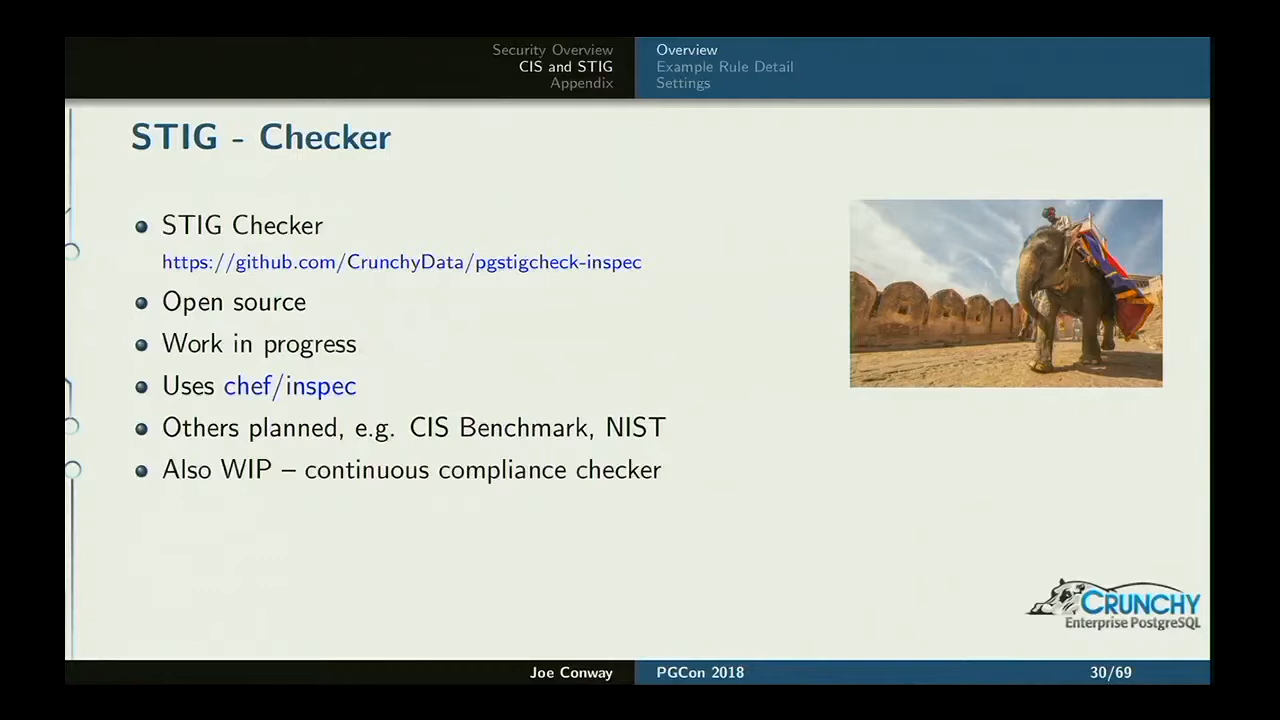 Security Overview
CIS and STIG
Appendix
Overview
Example Rule Detail
Settings
STIG - Checker
STIG Checker
https://github.com/CrunchyData/pgstigcheck-inspec
Open source
Work in progress
Uses chef/inspec
Others planned, e.g. CIS Benchmark, NIST
Also WIP – continuous compliance checker
CRUNCHY
Enterprise PostgreSQL
Joe Conway
PGCon 2018
30/69